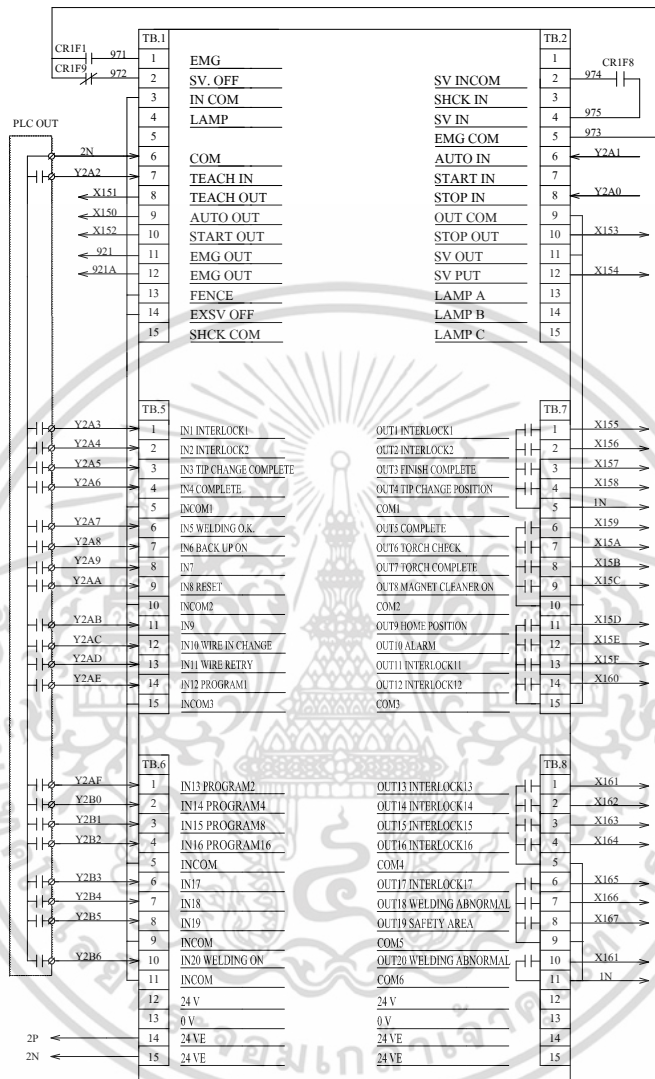 TB.1 TB.2
CR1F1 971 1 EMG 1 CR1F8
CR1F9 972 2 SV. OFF SV INCOM 2 974
3 IN COM SHCK IN 3
PLC OUT 4 LAMP SV IN 4 975
5 EMG COM 5 973
2N 6 COM AUTO IN 6 Y2A1
Y2A2 7 TEACH IN START IN 7
X151 8 TEACH OUT STOP IN 8 Y2A0
X150 9 AUTO OUT OUT COM 9
X152 10 START OUT STOP OUT 10 X153
921 11 EMG OUT SV OUT 11
921A 12 EMG OUT SV PUT 12 X154
13 FENCE LAMP A 13
14 EXSV OFF LAMP B 14
15 SHCK COM LAMP C 15
TB.5 TB.7
Y2A3 1 IN1 INTERLOCK1 OUT1 INTERLOCK1 1 X155
Y2A4 2 IN2 INTERLOCK2 OUT2 INTERLOCK2 2 X156
Y2A5 3 IN3 TIP CHANGE COMPLETE OUT3 FINISH COMPLETE 3 X157
Y2A6 4 IN4 COMPLETE OUT4 TIP CHANGE POSITION 4 X158
5 INCOM1 COM1 5 1N
Y2A7 6 IN5 WELDING O.K. OUT5 COMPLETE 6 X159
Y2A8 7 IN6 BACK UP ON OUT6 TORCH CHECK 7 X15A
Y2A9 8 IN7 OUT7 TORCH COMPLETE 8 X15B
Y2AA 9 IN8 RESET OUT8 MAGNET CLEANER ON 9 X15C
10 INCOM2 COM2 10
Y2AB 11 IN9 OUT9 HOME POSITION 11 X15D
Y2AC 12 IN10 WIRE IN CHANGE OUT10 ALARM 12 X15E
Y2AD 13 IN11 WIRE RETRY OUT11 INTERLOCK11 13 X15F
Y2AE 14 IN12 PROGRAM1 OUT12 INTERLOCK12 14 X160
15 INCOM3 COM3 15
TB.6 TB.8
Y2AF 1 IN13 PROGRAM2 OUT13 INTERLOCK13 1 X161
Y2B0 2 IN14 PROGRAM4 OUT14 INTERLOCK14 2 X162
Y2B1 3 IN15 PROGRAM8 OUT15 INTERLOCK15 3 X163
Y2B2 4 IN16 PROGRAM16 OUT16 INTERLOCK16 4 X164
5 INCOM COM4 5
Y2B3 6 IN17 OUT17 INTERLOCK17 6 X165
Y2B4 7 IN18 OUT18 WELDING ABNORMAL 7 X166
Y2B5 8 IN19 OUT19 SAFETY AREA 8 X167
9 INCOM COM5 9
Y2B6 10 IN20 WELDING ON OUT20 WELDING ABNORMAL 10 X161
11 INCOM COM6 11 1N
12 24 V 24 V 12
13 0 V 0 V 13
2P 14 24 VE 24 VE 14
2N 15 24 VE 24 VE 15